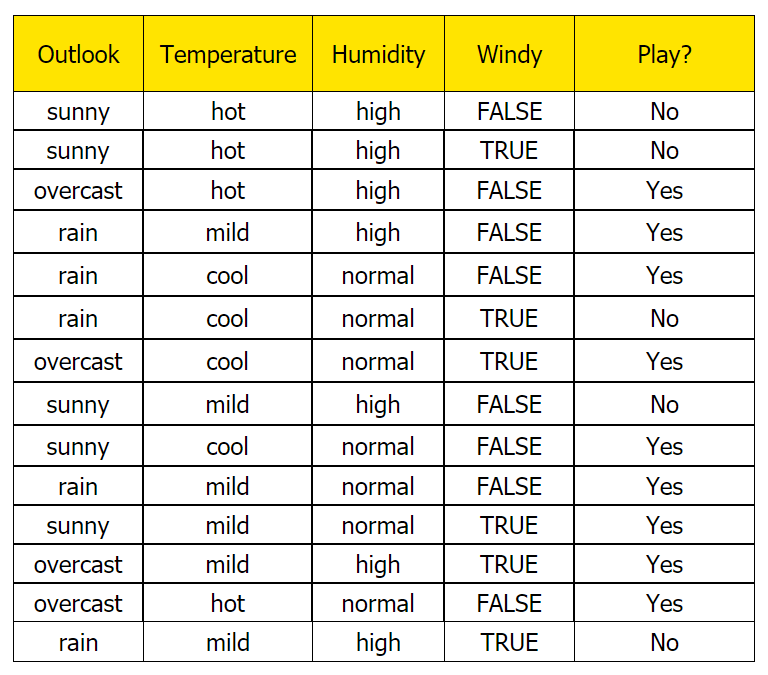 Outlook Temperature Humidity Windy Play?
sunny hot high FALSE No
sunny hot high TRUE No
overcast hot high FALSE Yes
rain mild high FALSE Yes
rain cool normal FALSE Yes
rain cool normal TRUE No
overcast cool normal TRUE Yes
sunny mild high FALSE No
sunny cool normal FALSE Yes
rain mild normal FALSE Yes
sunny mild normal TRUE Yes
overcast mild high TRUE Yes
overcast hot normal FALSE Yes
rain mild high TRUE No